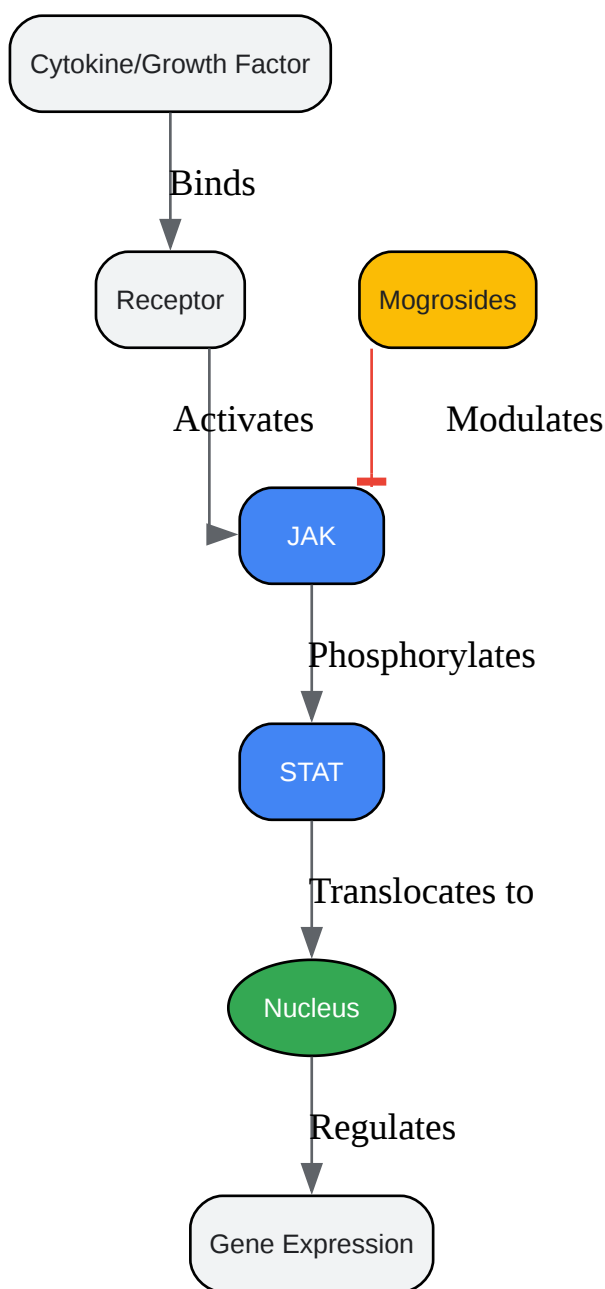 Cytokine/Growth Factor
Binds
Receptor
Mogrosides
Activates
Modulates
JAK
Phosphorylates
STAT
Translocates to
Nucleus
Regulates
Gene Expression